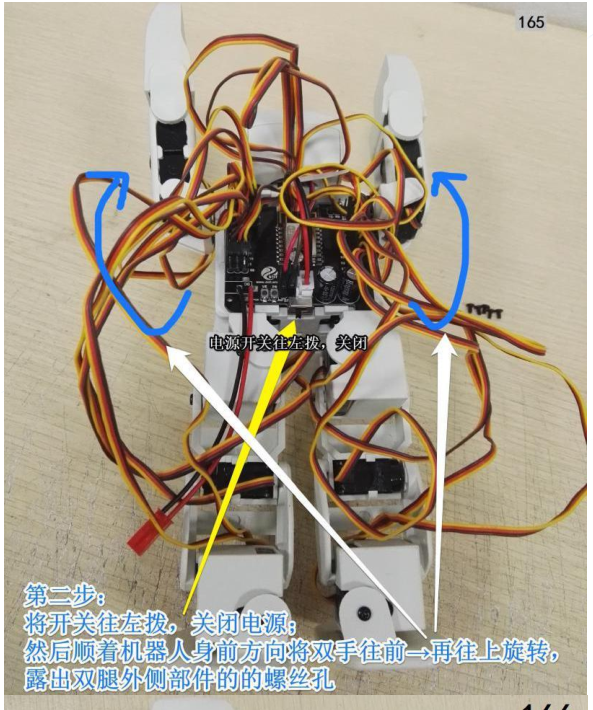 165
电源开关往左拨，关闭
第二步：
将开关往左拨，关闭电源；
然后顺着机器人身前方向将双手往前→再往上旋转，
露出双腿外侧部件的的螺丝孔